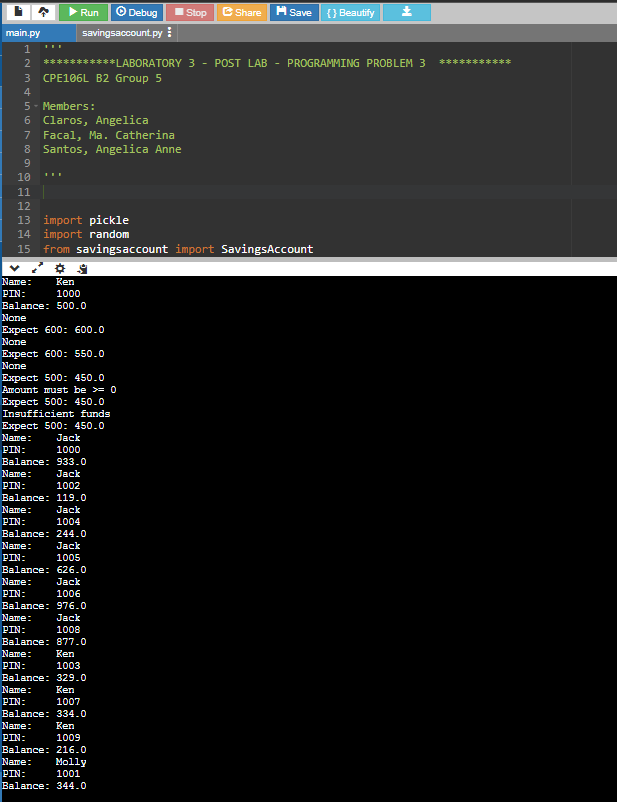 Run Debug Stop Share Save { } Beautify
main.py savingsaccount.py
1 '''
2 ***********LABORATORY 3 - POST LAB - PROGRAMMING PROBLEM 3 ***********
3 CPE106L B2 Group 5
4
5 Members:
6 Claros, Angelica
7 Facal, Ma. Catherina
8 Santos, Angelica Anne
9
10 '''
11
12
13 import pickle
14 import random
15 from savingsaccount import SavingsAccount
Name: Ken
PIN: 1000
Balance: 500.0
None
Expect 600: 600.0
None
Expect 600: 550.0
None
Expect 500: 450.0
Amount must be >= 0
Expect 500: 450.0
Insufficient funds
Expect 500: 450.0
Name: Jack
PIN: 1000
Balance: 933.0
Name: Jack
PIN: 1002
Balance: 119.0
Name: Jack
PIN: 1004
Balance: 244.0
Name: Jack
PIN: 1005
Balance: 626.0
Name: Jack
PIN: 1006
Balance: 976.0
Name: Jack
PIN: 1008
Balance: 877.0
Name: Ken
PIN: 1003
Balance: 329.0
Name: Ken
PIN: 1007
Balance: 334.0
Name: Ken
PIN: 1009
Balance: 216.0
Name: Molly
PIN: 1001
Balance: 344.0